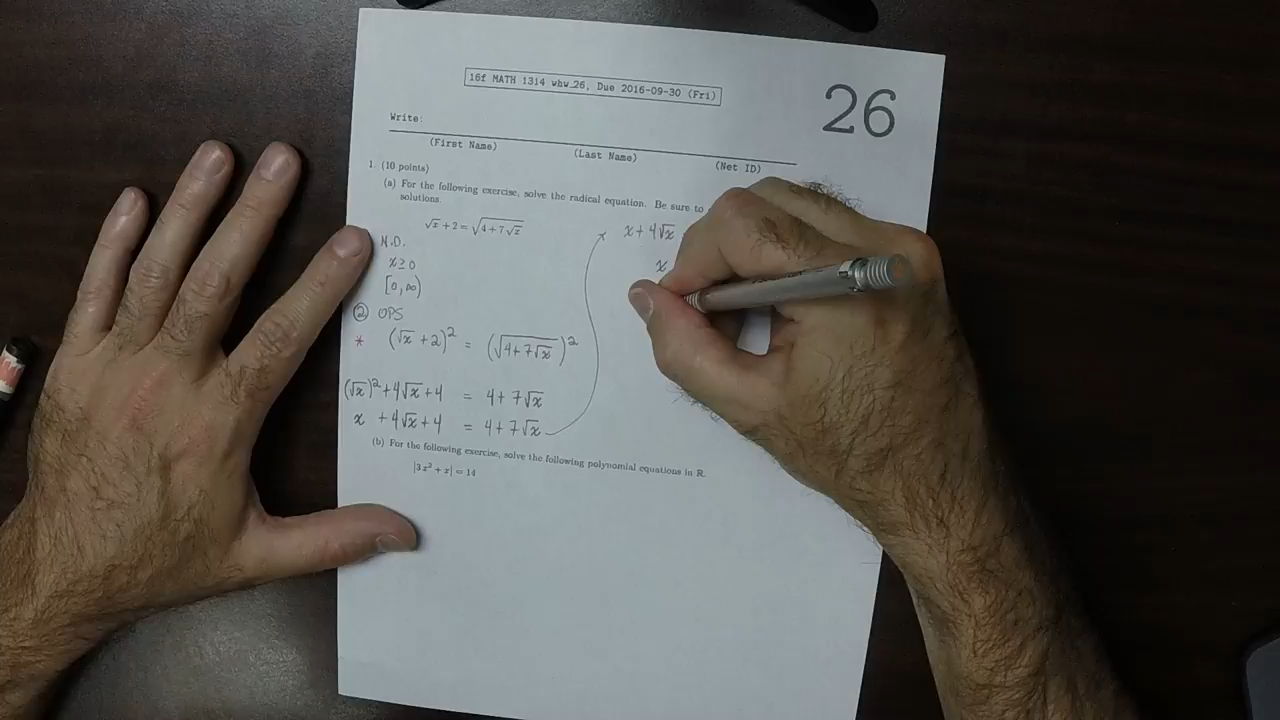 16f MATH 1314 whw_26, Due 2016-09-30 (Fri)
26
Write:
(First Name) (Last Name) (Net ID)
1. (10 points)
(a) For the following exercise, solve the radical equation. Be sure to
solutions.
√x + 2 = √(4 + 7√x)
N.D.
x ≥ 0
[0, ∞)
② OPS
* (√x + 2)² = (√(4 + 7√x))²
(√x)² + 4√x + 4 = 4 + 7√x
x + 4√x + 4 = 4 + 7√x
x + 4√x
x
(b) For the following exercise, solve the following polynomial equations in R.
|3x² + x| = 14